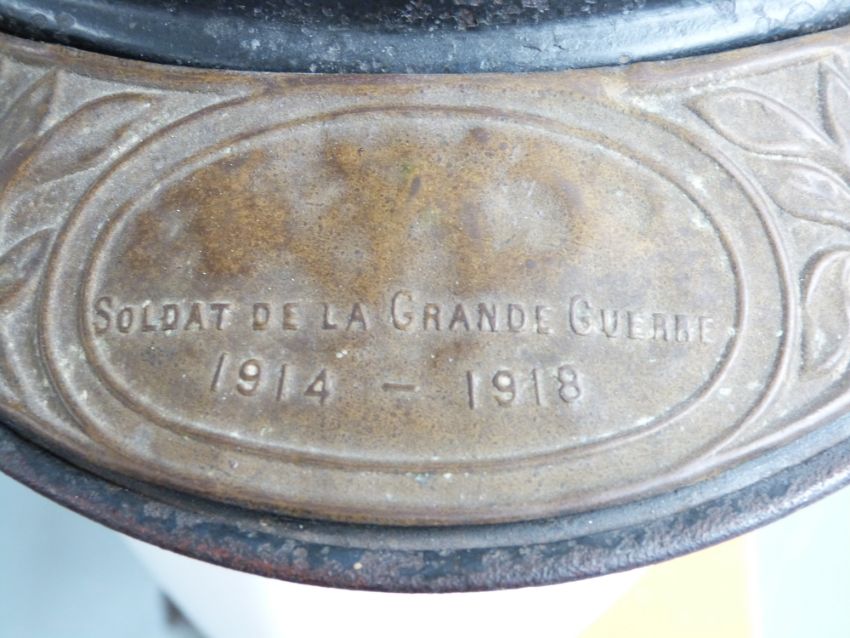 SOLDAT DE LA GRANDE GUERRE
1914 - 1918